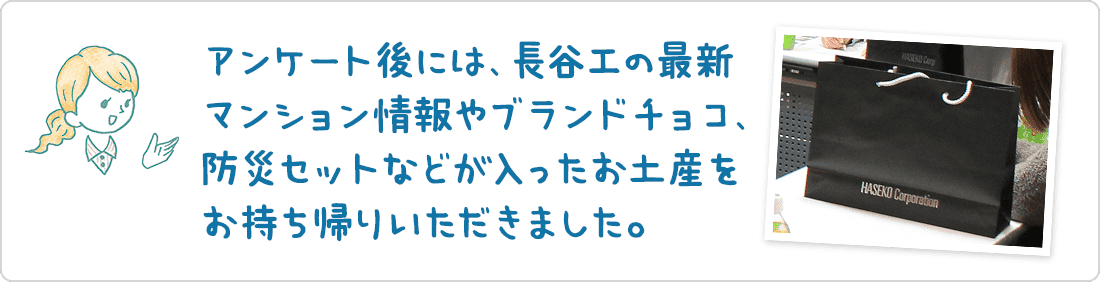 アンケート後には、長谷工の最新
マンション情報やブランドチョコ、
防災セットなどが入ったお土産を
お持ち帰りいただきました。
HASEKO Corp
HASEKO Corporation